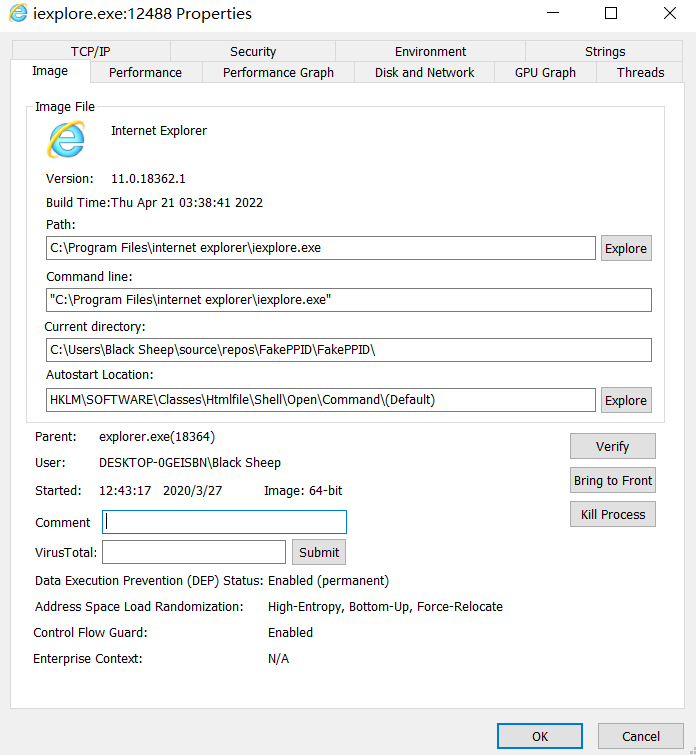 iexplore.exe:12488 Properties
TCP/IP Security Environment Strings
Image Performance Performance Graph Disk and Network GPU Graph Threads
Image File
Internet Explorer
Version: 11.0.18362.1
Build Time:Thu Apr 21 03:38:41 2022
Path:
C:\Program Files\internet explorer\iexplore.exe Explore
Command line:
"C:\Program Files\internet explorer\iexplore.exe"
Current directory:
C:\Users\Black Sheep\source\repos\FakePPID\FakePPID\
Autostart Location:
HKLM\SOFTWARE\Classes\Htmlfile\Shell\Open\Command\(Default) Explore
Parent: explorer.exe(18364) Verify
User: DESKTOP-0GEISBN\Black Sheep
Started: 12:43:17 2020/3/27 Image: 64-bit Bring to Front
Comment Kill Process
VirusTotal: Submit
Data Execution Prevention (DEP) Status: Enabled (permanent)
Address Space Load Randomization: High-Entropy, Bottom-Up, Force-Relocate
Control Flow Guard: Enabled
Enterprise Context: N/A
OK Cancel